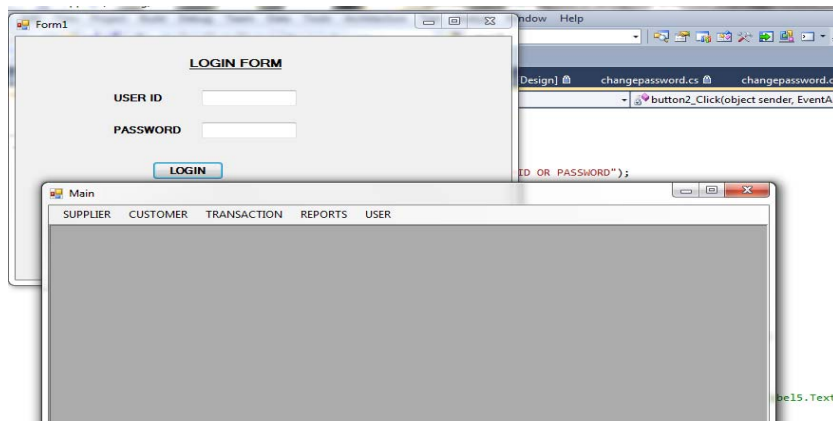 Form1
ndow Help
LOGIN FORM
USER ID
Design] changepassword.cs changepassword.c
button2_Click(object sender, EventA
PASSWORD
LOGIN
ID OR PASSWORD");
Main
SUPPLIER CUSTOMER TRANSACTION REPORTS USER
bel5.Text